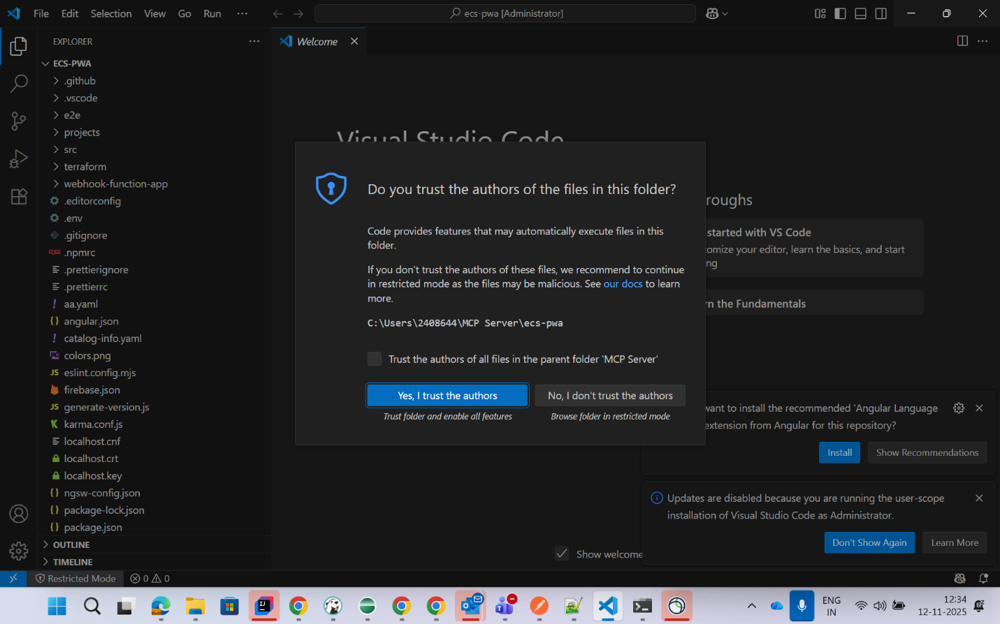 File Edit Selection View Go Run ···
ecs-pwa [Administrator]
EXPLORER
Welcome
ECS-PWA
.github
.vscode
e2e
projects
src
terraform
webhook-function-app
.editorconfig
.env
.gitignore
.npmrc
.prettierignore
.prettierrc
aa.yaml
angular.json
catalog-info.yaml
colors.png
eslint.config.mjs
firebase.json
generate-version.js
karma.conf.js
localhost.cnf
localhost.crt
localhost.key
ngsw-config.json
package-lock.json
package.json
OUTLINE
TIMELINE
Visual Studio Code
Do you trust the authors of the files in this folder?
Code provides features that may automatically execute files in this
folder.
If you don't trust the authors of these files, we recommend to continue
in restricted mode as the files may be malicious. See our docs to learn
more.
C:\Users\2408644\MCP Server\ecs-pwa
Trust the authors of all files in the parent folder 'MCP Server'
Yes, I trust the authors
No, I don't trust the authors
Trust folder and enable all features
Browse folder in restricted mode
roughs
started with VS Code
tomize your editor, learn the basics, and start
ng
rn the Fundamentals
want to install the recommended 'Angular Language
extension from Angular for this repository?
Install
Show Recommendations
Updates are disabled because you are running the user-scope
installation of Visual Studio Code as Administrator.
Don't Show Again
Learn More
Show welcome
Restricted Mode
0 0
ENG
IN
12:34
12-11-2025